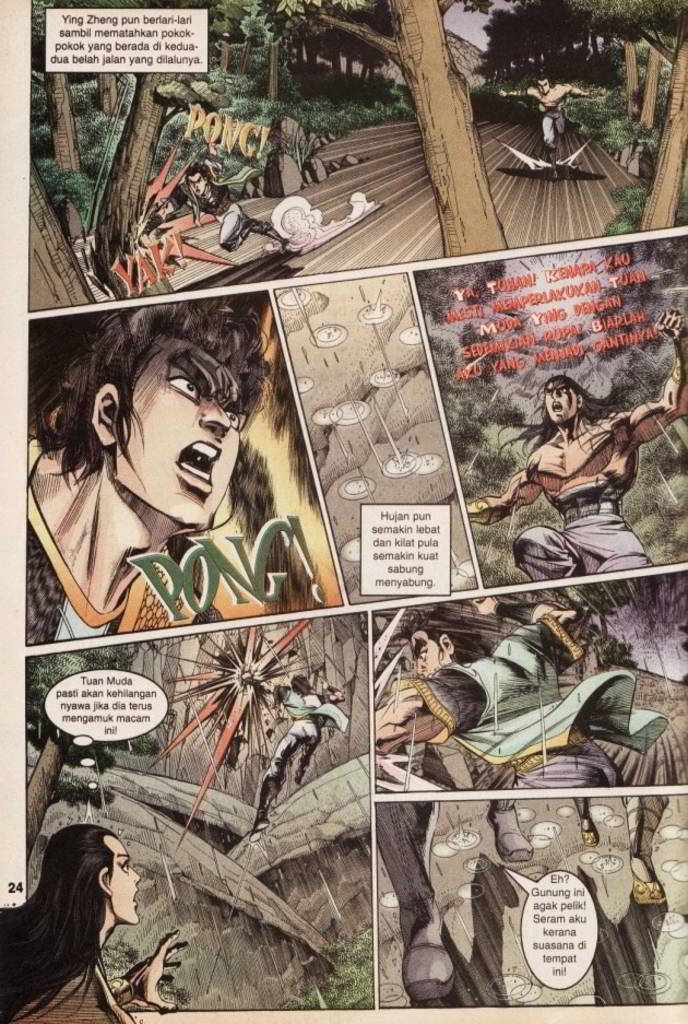 Ying Zheng pun berlari-lari
sambil mematahkan pokok-
pokok yang berada di kedua-
dua belah jalan yang dilalunya.
PONG!
YAK!
YA, TUHAN! KENAPA KAU
MESTI MEMPERLAKUKAN TUAN
MUDA YING DENGAN
SEDEMIKIAN RUPA! BIARLAH
AKU YANG MENJADI GANTINYA!
PONG!
Hujan pun
semakin lebat
dan kilat pula
semakin kuat
sabung
menyabung.
Tuan Muda
pasti akan kehilangan
nyawa jika dia terus
mengamuk macam
ini!
Eh?
Gunung ini
agak pelik!
Seram aku
kerana
suasana di
tempat
ini!
24